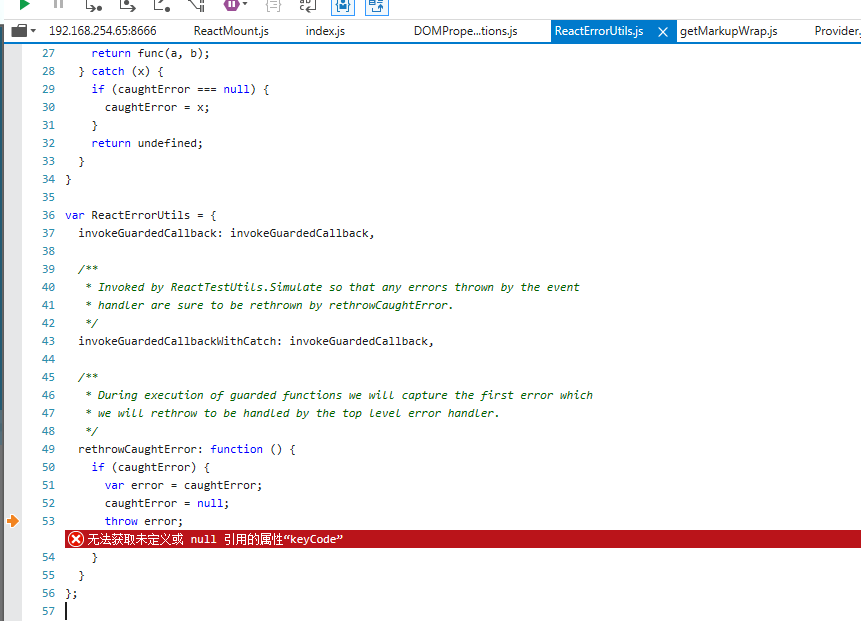 192.168.254.65:8666 ReactMount.js index.js DOMPrope...tions.js ReactErrorUtils.js getMarkupWrap.js Provider.
27 return func(a, b);
28 } catch (x) {
29 if (caughtError === null) {
30 caughtError = x;
31 }
32 return undefined;
33 }
34 }
35
36 var ReactErrorUtils = {
37 invokeGuardedCallback: invokeGuardedCallback,
38
39 /**
40 * Invoked by ReactTestUtils.Simulate so that any errors thrown by the event
41 * handler are sure to be rethrown by rethrowCaughtError.
42 */
43 invokeGuardedCallbackWithCatch: invokeGuardedCallback,
44
45 /**
46 * During execution of guarded functions we will capture the first error which
47 * we will rethrow to be handled by the top level error handler.
48 */
49 rethrowCaughtError: function () {
50 if (caughtError) {
51 var error = caughtError;
52 caughtError = null;
53 throw error;
无法获取未定义或 null 引用的属性“keyCode”
54 }
55 }
56 };
57